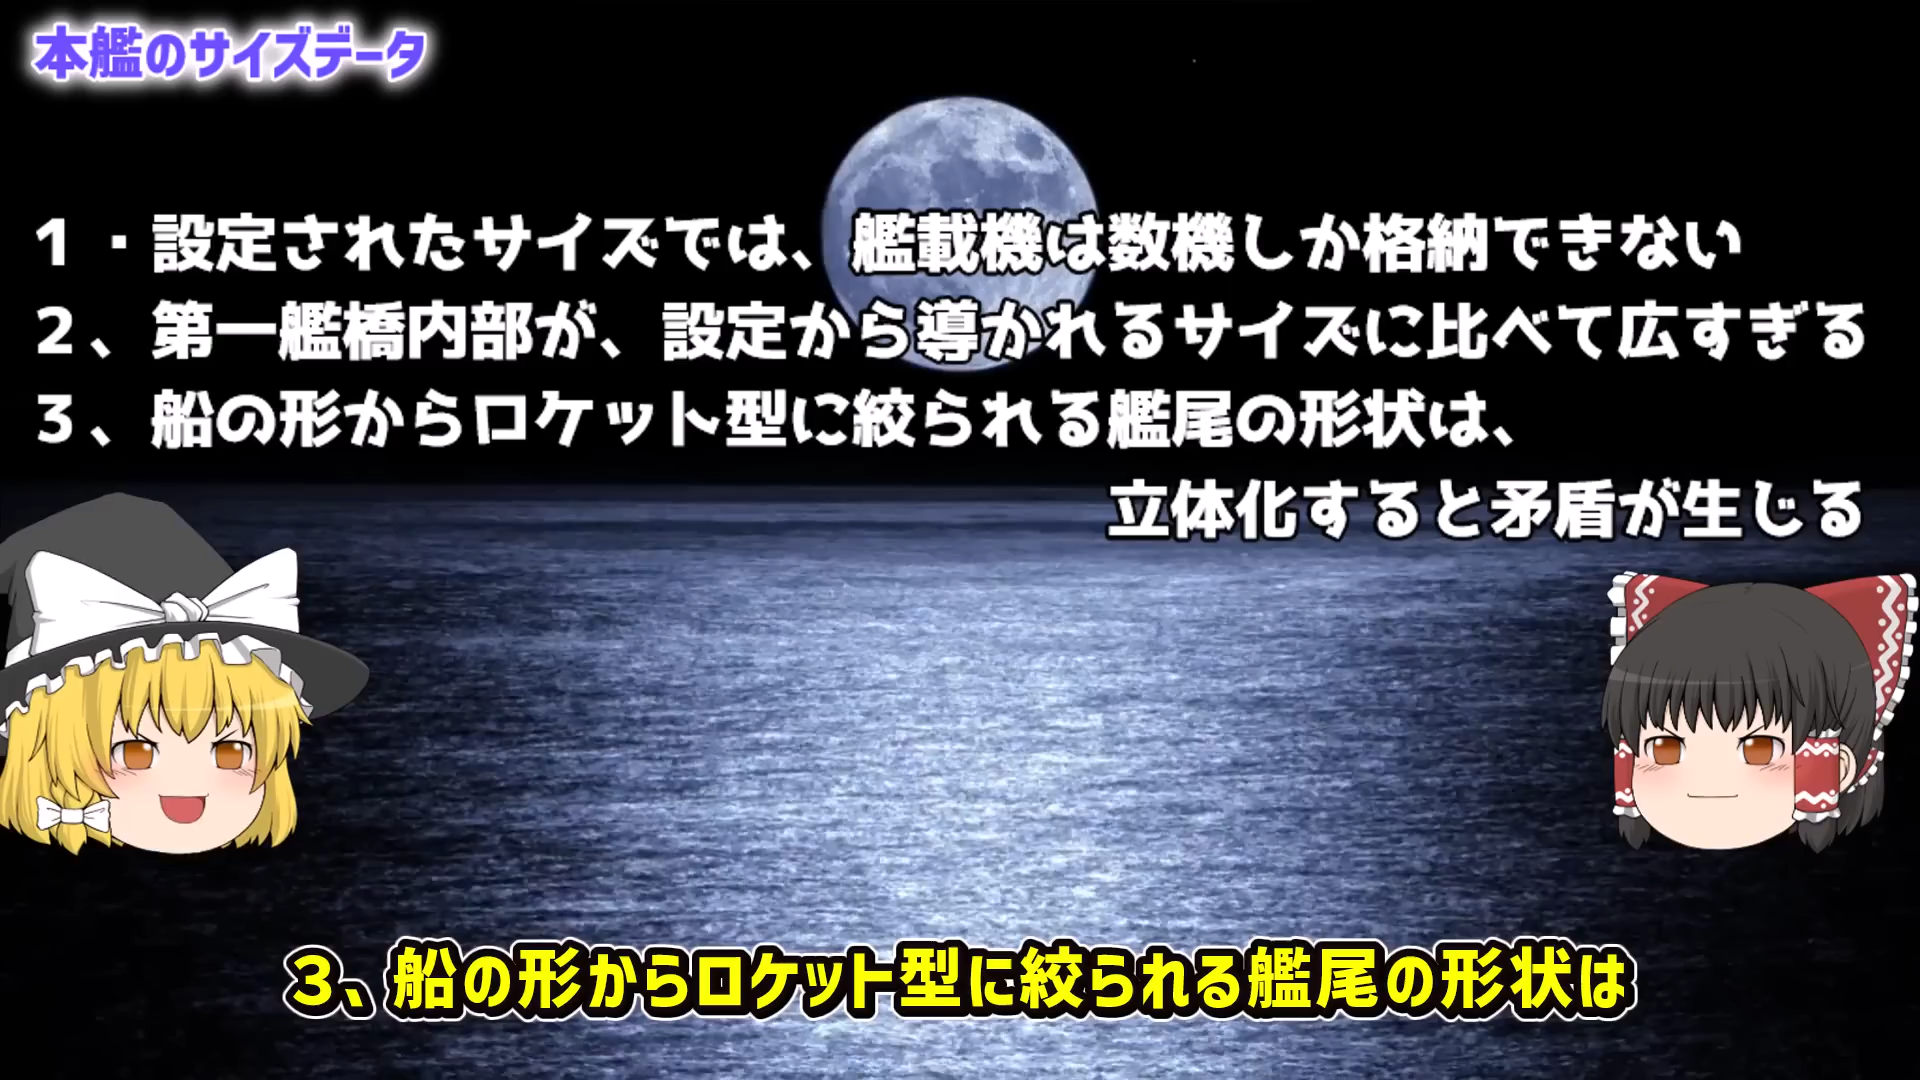 本艦のサイズデータ
１・設定されたサイズでは、艦載機は数機しか格納できない
２、第一艦橋内部が、設定から導かれるサイズに比べて広すぎる
３、船の形からロケット型に絞られる艦尾の形状は、
立体化すると矛盾が生じる
３、船の形からロケット型に絞られる艦尾の形状は